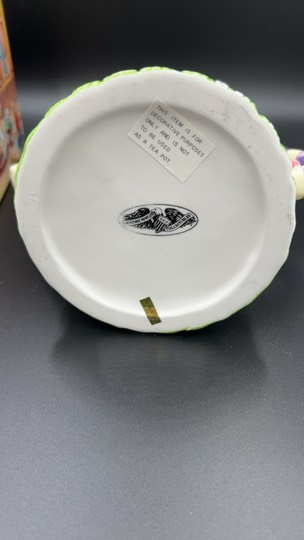 THIS ITEM IS FOR
DECORATIVE PURPOSES
ONLY AND IS NOT
TO BE USED
AS A TEA POT